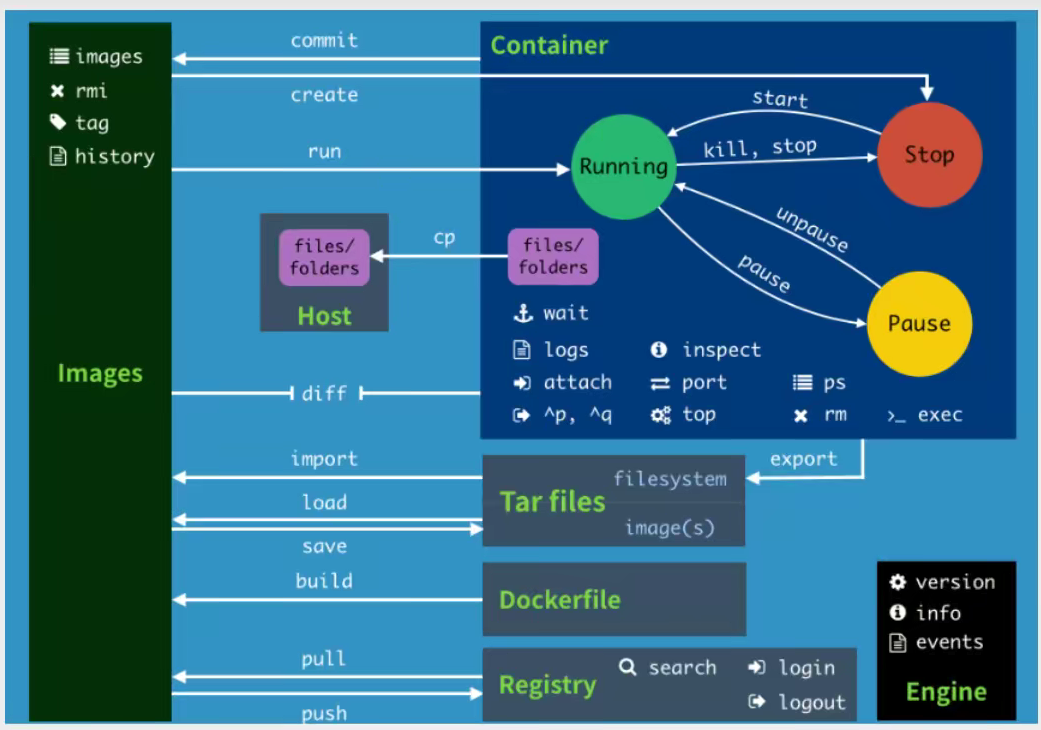 images
rmi
tag
history
Images
commit
create
run
Container
start
Running
kill, stop
Stop
unpause
pause
Pause
files/
folders
Host
cp
files/
folders
wait
logs
inspect
attach
port
ps
^p, ^q
top
rm
>_ exec
diff
import
load
save
export
Tar files
filesystem
image(s)
build
Dockerfile
pull
push
Registry
search
login
logout
version
info
events
Engine